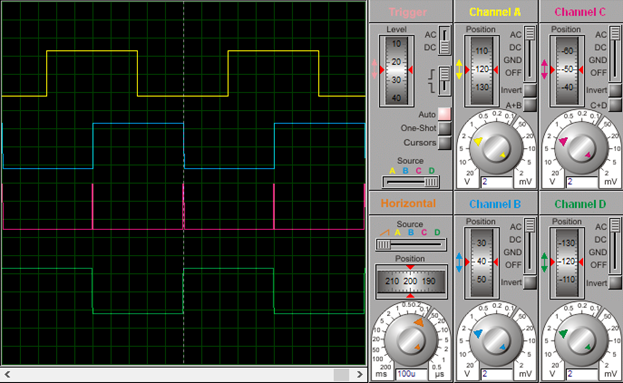 Trigger
Level
10
20
30
40
AC
DC
Auto
One-Shot
Cursors
Source
A B C D
Channel A
Position
110
120
130
AC
DC
GND
OFF
Invert
A+B
V
2
mV
Channel C
Position
-60
-50
-40
AC
DC
GND
OFF
Invert
C+D
V
2
mV
Horizontal
Source
A B C D
Position
210 200 190
ms
100u
µs
Channel B
Position
30
40
50
AC
DC
GND
OFF
Invert
V
2
mV
Channel D
Position
-130
-120
-110
AC
DC
GND
OFF
Invert
V
2
mV